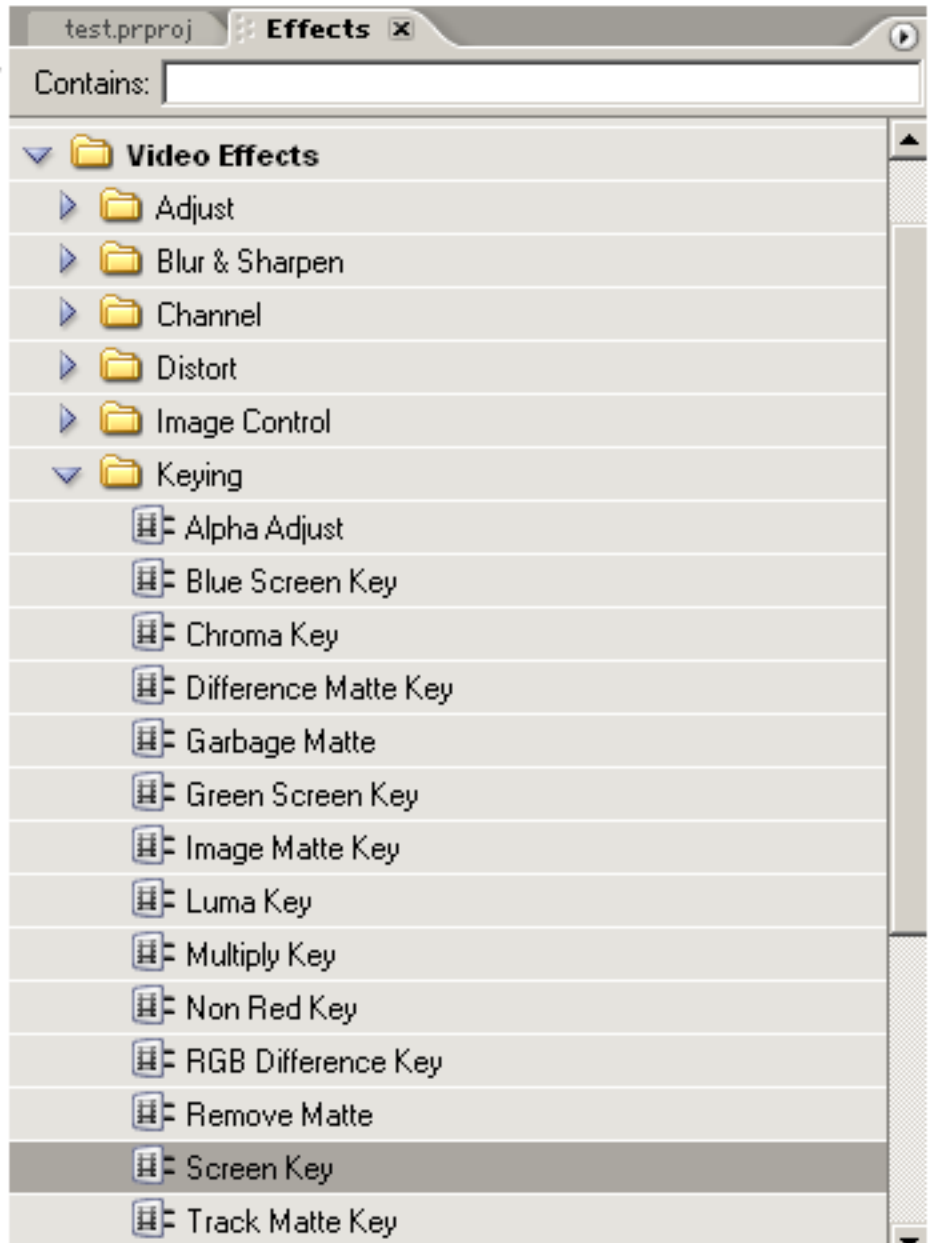 test.prproj Effects
Contains:
Video Effects
Adjust
Blur & Sharpen
Channel
Distort
Image Control
Keying
Alpha Adjust
Blue Screen Key
Chroma Key
Difference Matte Key
Garbage Matte
Green Screen Key
Image Matte Key
Luma Key
Multiply Key
Non Red Key
RGB Difference Key
Remove Matte
Screen Key
Track Matte Key